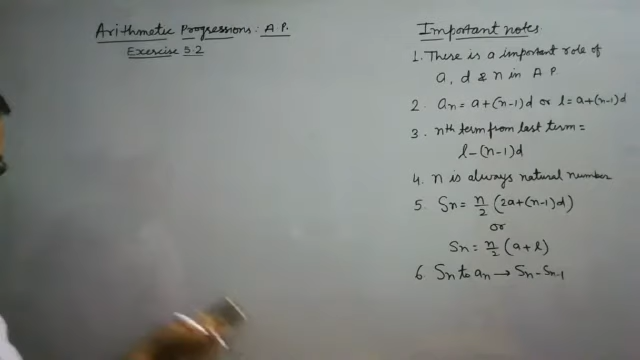 Arithmetic Progressions: A.P.
Exercise 5.2
Important notes
1. There is a important role of
a, d & n in A P.
2. an = a+(n-1)d or l = a+(n-1)d
3. nth term from last term =
l-(n-1)d
4. n is always natural number
5. Sn = n/2 (2a+(n-1)d)
or
Sn = n/2 (a+l)
6. Sn to an → Sn-Sn-1